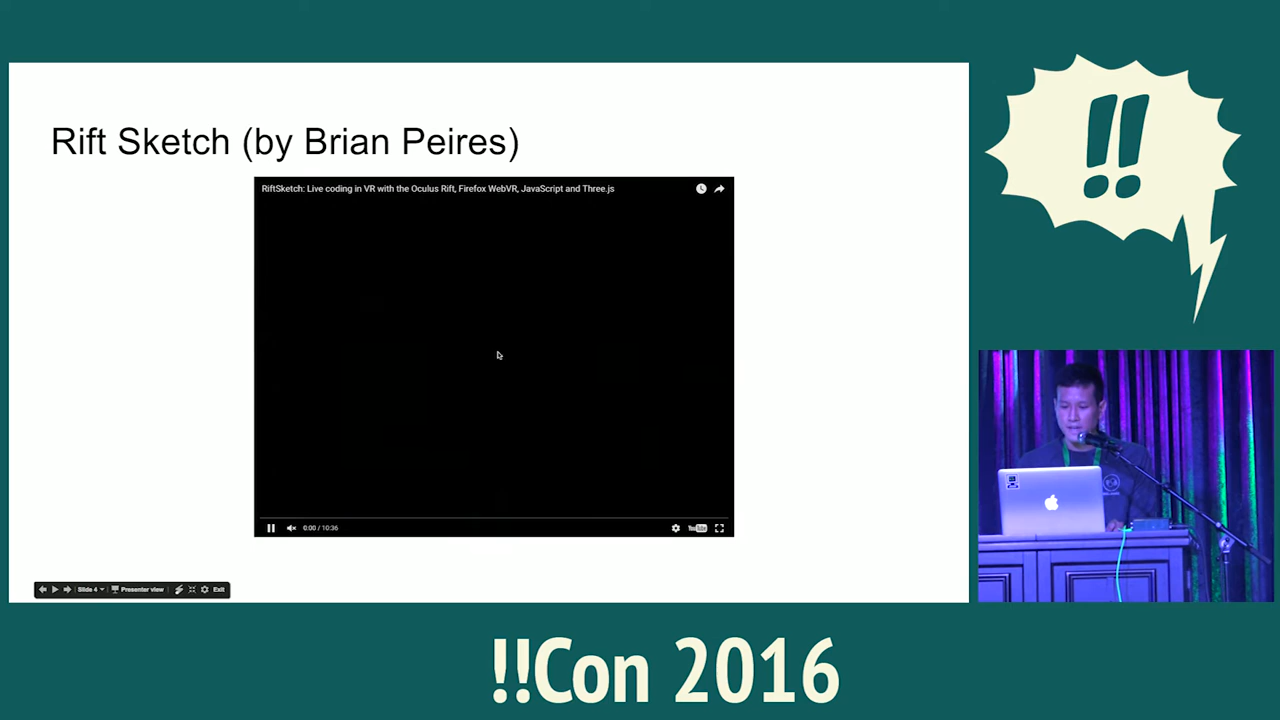 Rift Sketch (by Brian Peires)
RiftSketch: Live coding in VR with the Oculus Rift, Firefox WebVR, JavaScript and Three.js
0:00 / 10:36
YouTube
Slide 4
Presenter view
Exit
!!
!!Con 2016